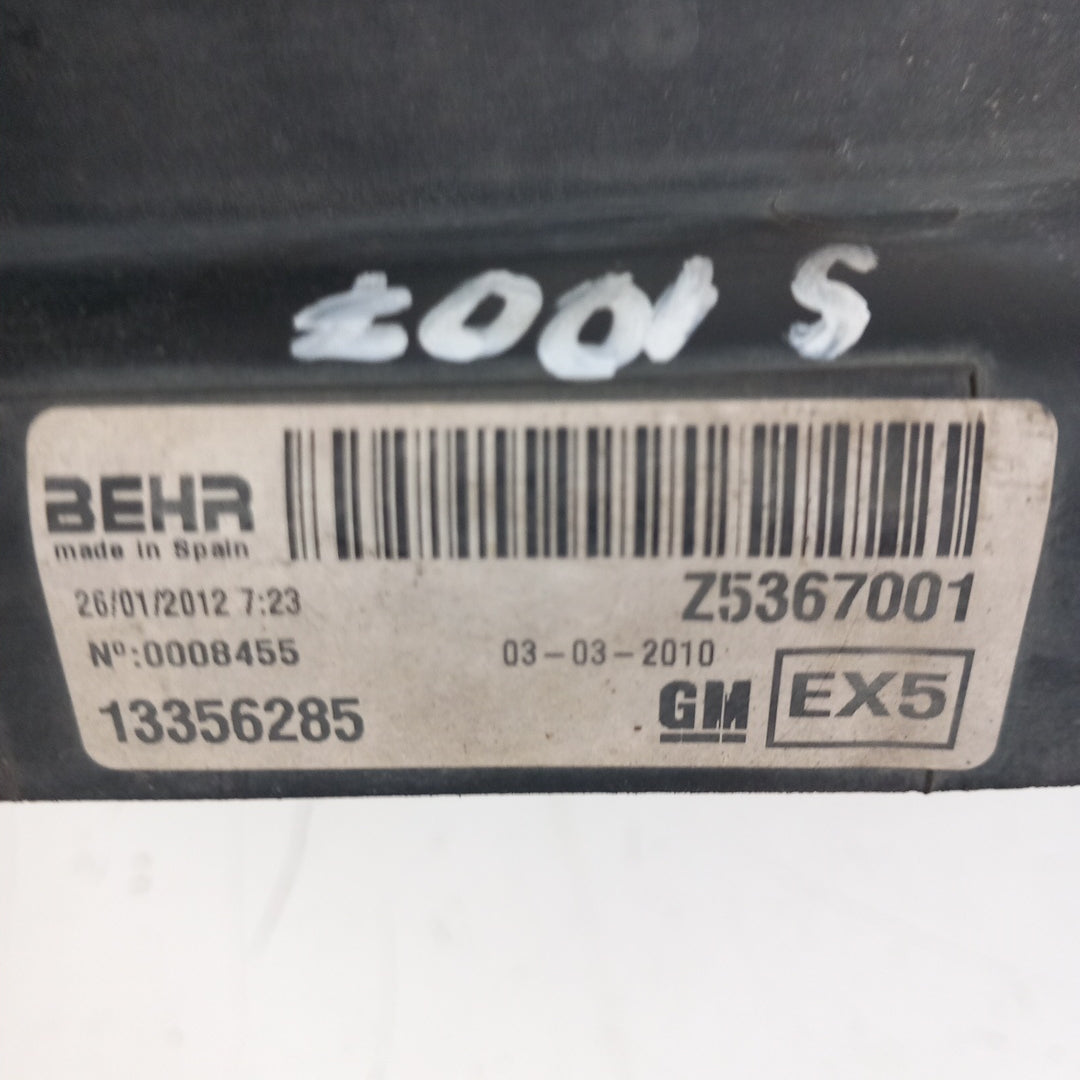 S 1007
BEHR
made in Spain
26/01/2012 7:23
Z5367001
Nº:0008455
03-03-2010
13356285
GM
EX5